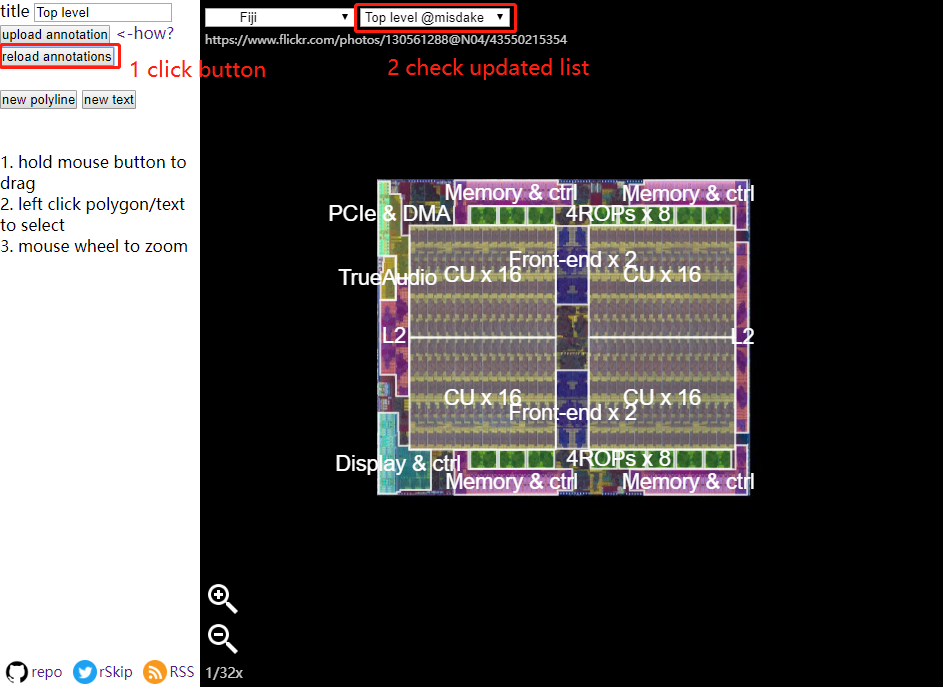 title Top level
upload annotation <-how?
reload annotations
1 click button
new polyline new text
1. hold mouse button to
drag
2. left click polygon/text
to select
3. mouse wheel to zoom
repo rSkip RSS
Fiji Top level @misdake
https://www.flickr.com/photos/130561288@N04/43550215354
2 check updated list
Memory & ctrl Memory & ctrl
PCIe & DMA 4ROPs x 8
Front-end x 2
TrueAudio CU x 16 CU x 16
L2 L2
CU x 16 CU x 16
Front-end x 2
Display & ctrl 4ROPs x 8
Memory & ctrl Memory & ctrl
1/32x